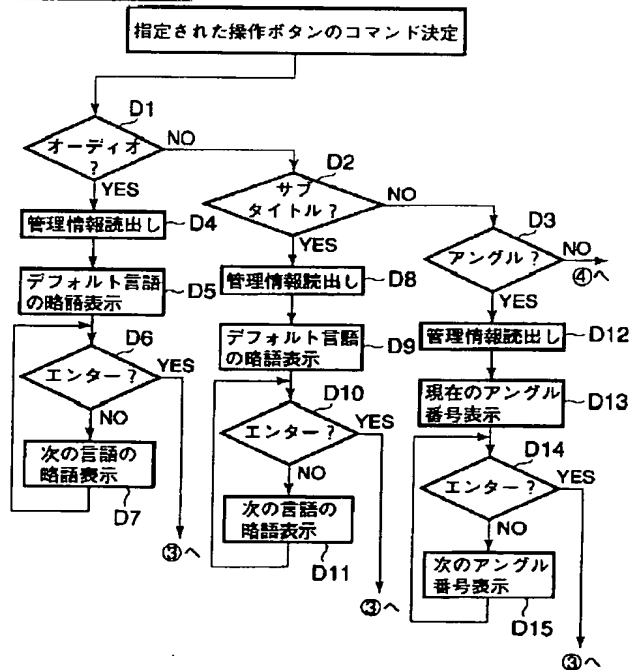 指定された操作ボタンのコマンド決定
D1
オーディオ
?
NO
YES
D2
サブ
タイトル?
NO
YES
D3
アングル?
NO
④へ
YES
管理情報読出し
D4
デフォルト言語
の略語表示
D5
D6
エンター?
YES
NO
次の言語の
略語表示
D7
③へ
管理情報読出し
D8
デフォルト言語
の略語表示
D9
D10
エンター?
YES
NO
次の言語の
略語表示
D11
③へ
管理情報読出し
D12
現在のアングル
番号表示
D13
D14
エンター?
YES
NO
次のアングル
番号表示
D15
③へ